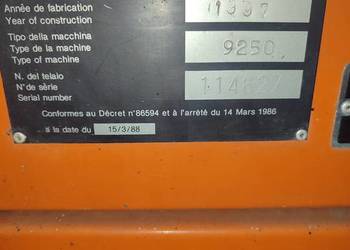 Année de fabrication
Year of construction
Tipo della macchina
Type de la machine 9250
Type of machine
N. del telaio
N° de série
Serial number
Conformes au Décret n°86594 et à l'arrêté du 14 Mars 1986
à la date du 15/3/88